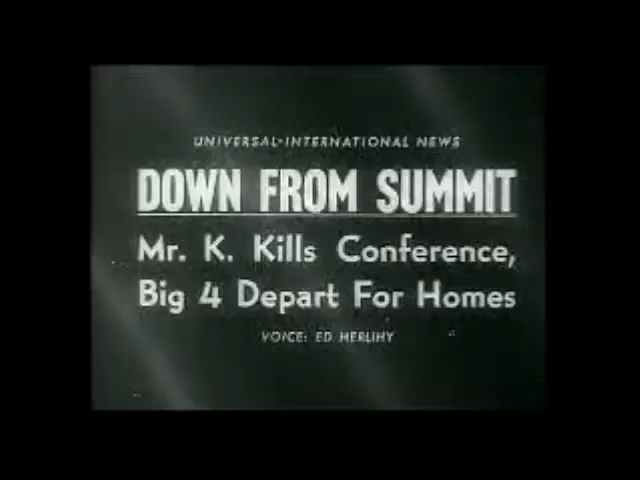 UNIVERSAL-INTERNATIONAL NEWS
DOWN FROM SUMMIT
Mr. K. Kills Conference,
Big 4 Depart For Homes
VOICE: ED HERLIHY